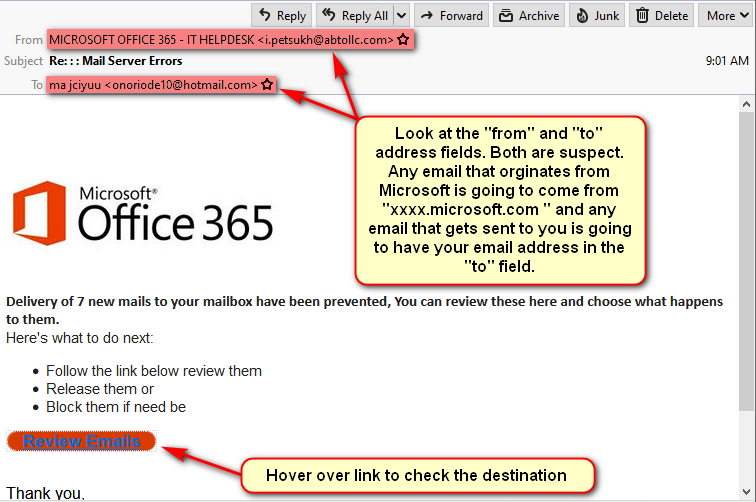 Reply Reply All Forward Archive Junk Delete More
From MICROSOFT OFFICE 365 - IT HELPDESK <i.petsukh@abtollc.com>
Subject Re: : : Mail Server Errors 9:01 AM
To ma jciyuu <onoriode10@hotmail.com>
Look at the "from" and "to"
address fields. Both are suspect.
Any email that orginates from
Microsoft is going to come from
"xxxx.microsoft.com " and any
email that gets sent to you is going
to have your email address in the
"to" field.
Microsoft®
Office 365
Delivery of 7 new mails to your mailbox have been prevented, You can review these here and choose what happens
to them.
Here's what to do next:
• Follow the link below review them
• Release them or
• Block them if need be
Review Emails
Hover over link to check the destination
Thank you,